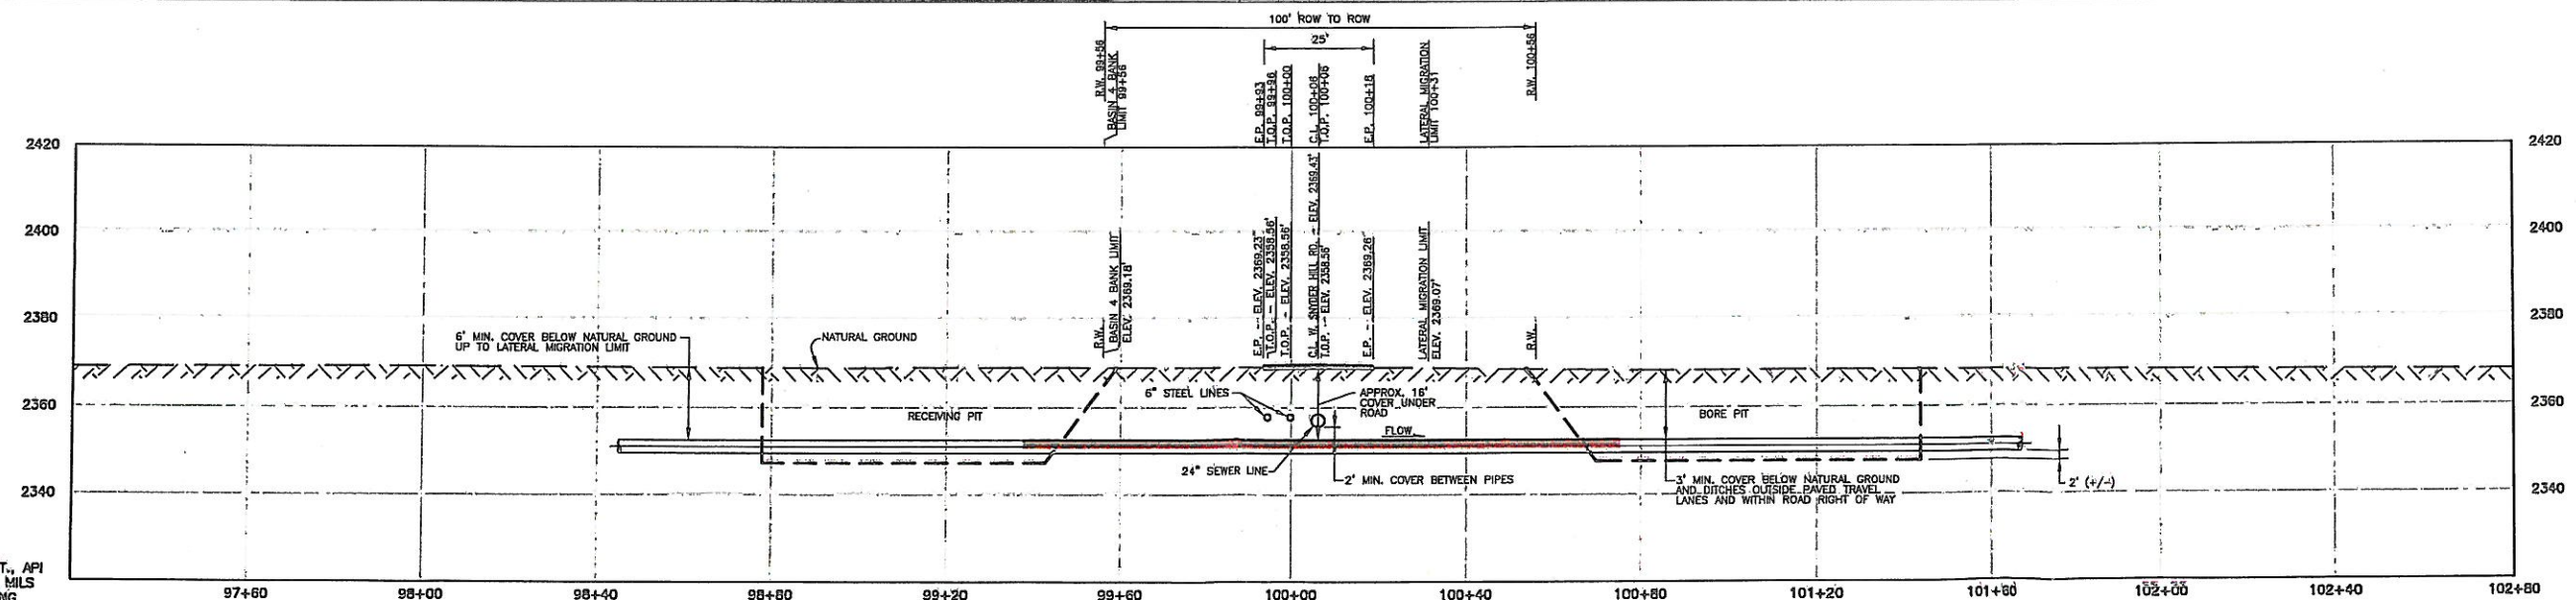 100' ROW TO ROW
25'
R.W. 99+56
BASIN 4 BANK
LIMIT 99+56
E.P. 99+93
T.O.P. 99+96
T.O.P. 100+00
C.L. 100+06
T.O.P. 100+06
E.P. 100+18
LATERAL MIGRATION
LIMIT 100+31
R.W. 100+56
2420
2420
2400
2400
2380
2380
2360
2360
2340
2340
R.W.
BASIN 4 BANK LIMIT
ELEV. 2369.18'
E.P. - ELEV. 2369.23'
T.O.P. - ELEV. 2358.56'
T.O.P. - ELEV. 2358.56'
C.L. W. SNYDER HILL RD. - ELEV. 2369.43'
T.O.P. - ELEV. 2358.56'
E.P. - ELEV. 2369.26'
LATERAL MIGRATION LIMIT
ELEV. 2369.07'
R.W.
6' MIN. COVER BELOW NATURAL GROUND
UP TO LATERAL MIGRATION LIMIT
NATURAL GROUND
6" STEEL LINES
APPROX. 16'
COVER UNDER
ROAD
RECEIVING PIT
BORE PIT
FLOW
24" SEWER LINE
2' MIN. COVER BETWEEN PIPES
3' MIN. COVER BELOW NATURAL GROUND
AND DITCHES OUTSIDE PAVED TRAVEL
LANES AND WITHIN ROAD RIGHT OF WAY
2' (+/-)
T., API
MILS
NG
97+60
98+00
98+40
98+80
99+20
99+60
100+00
100+40
100+80
101+20
101+60
102+00
102+40
102+80